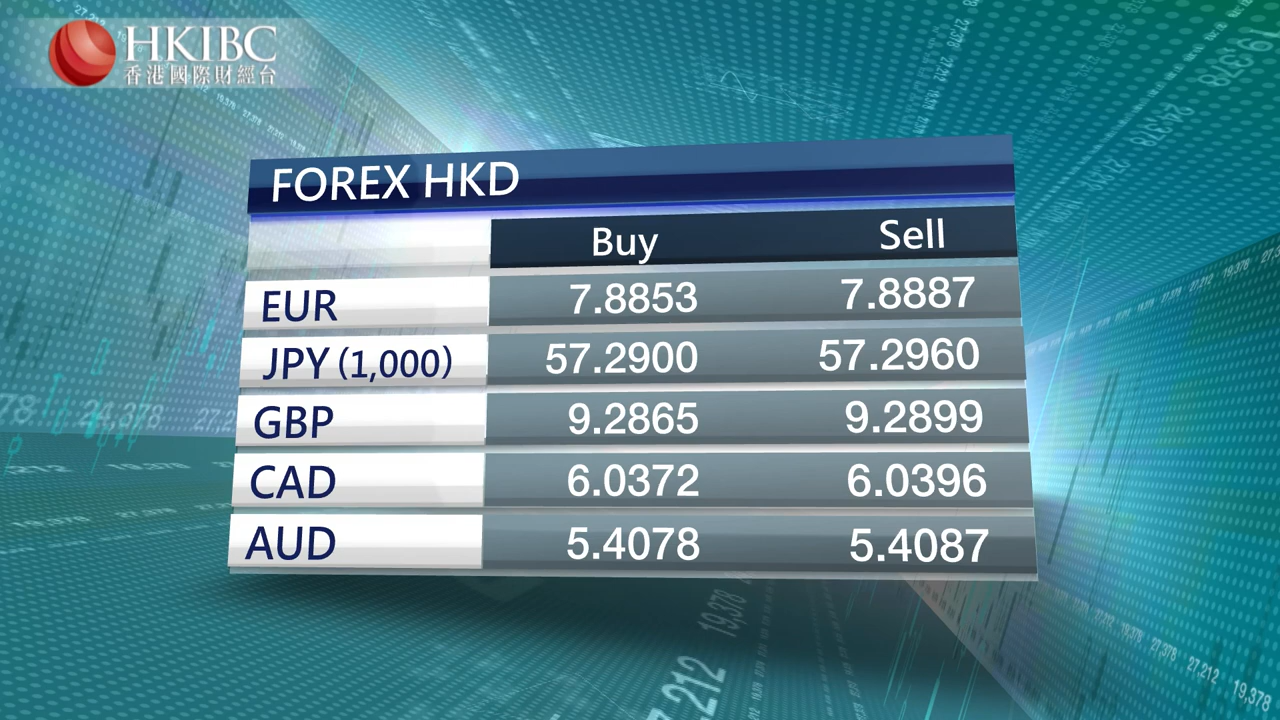 HKIBC
香港國際財經台
FOREX HKD
Buy Sell
EUR 7.8853 7.8887
JPY (1,000) 57.2900 57.2960
GBP 9.2865 9.2899
CAD 6.0372 6.0396
AUD 5.4078 5.4087